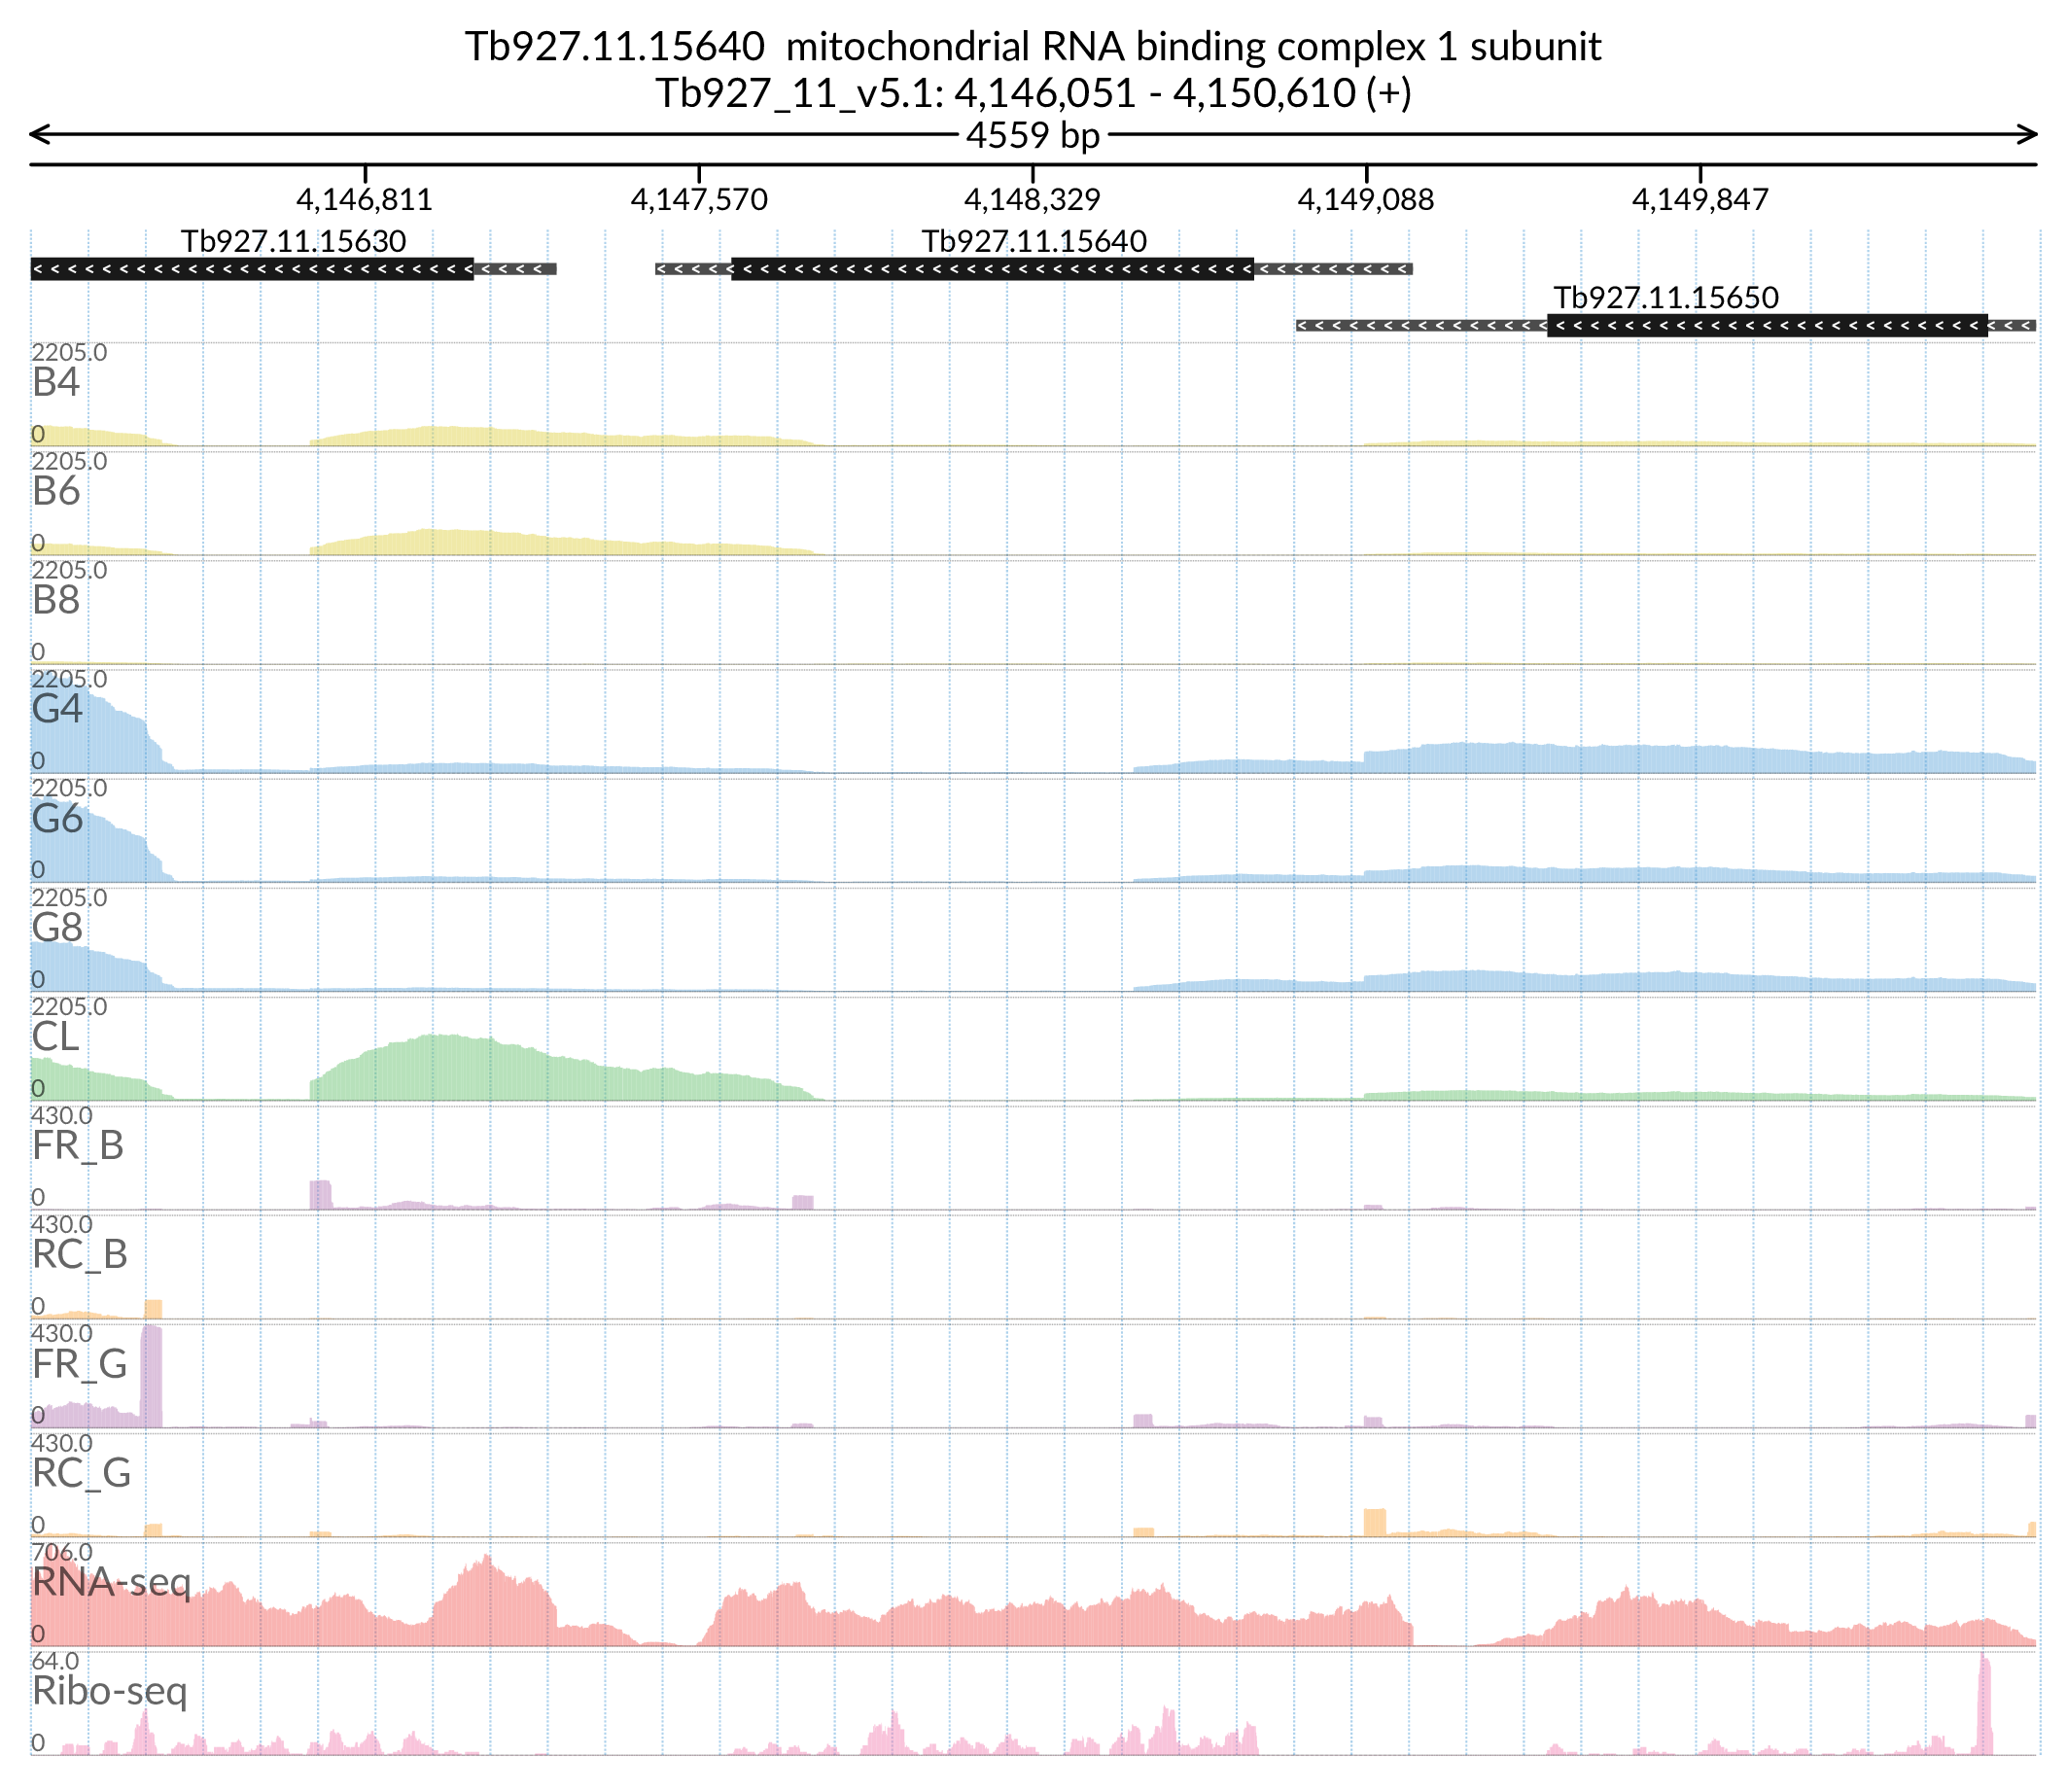 Tb927.11.15640  mitochondrial RNA binding complex 1 subunit
Tb927_11_v5.1: 4,146,051 - 4,150,610 (+)
4559 bp
4,146,811 4,147,570 4,148,329 4,149,088 4,149,847
Tb927.11.15630 Tb927.11.15640
Tb927.11.15650
2205.0
B4
0
2205.0
B6
0
2205.0
B8
0
2205.0
G4
0
2205.0
G6
0
2205.0
G8
0
2205.0
CL
0
430.0
FR_B
0
430.0
RC_B
0
430.0
FR_G
0
430.0
RC_G
0
706.0
RNA-seq
0
64.0
Ribo-seq
0